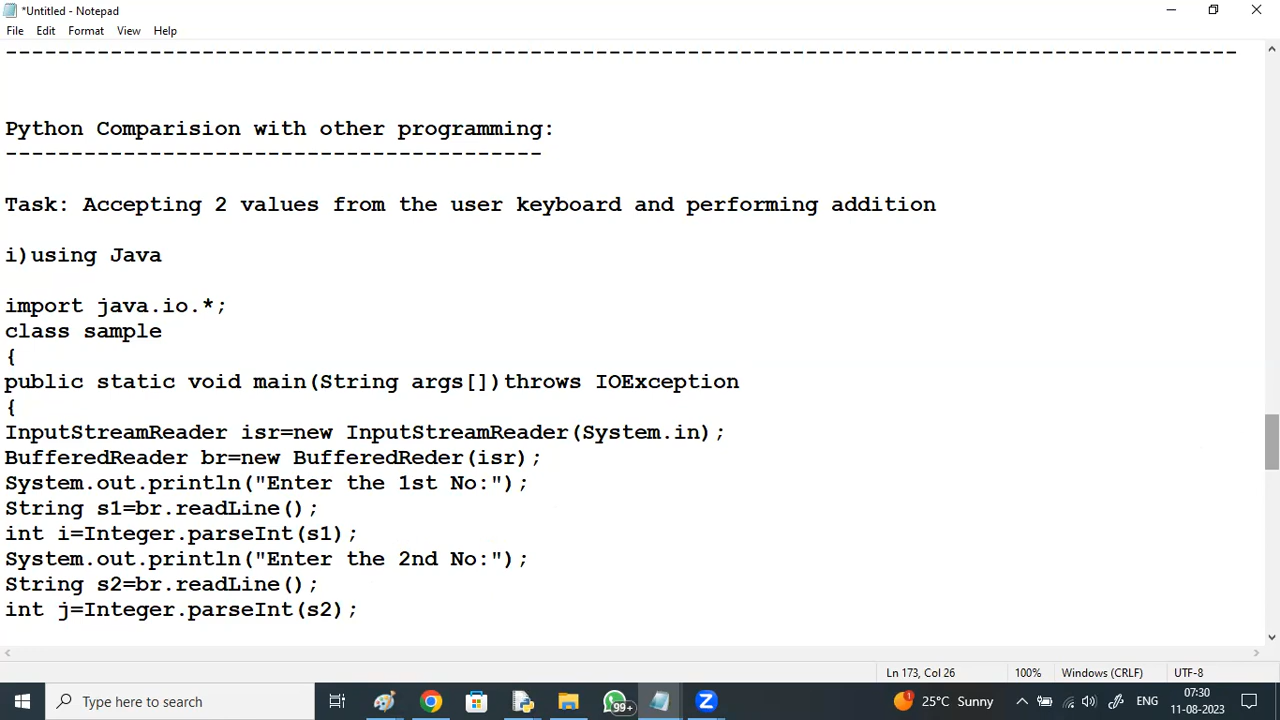 *Untitled - Notepad
File Edit Format View Help
----------------------------------------------------------------------------------------------
Python Comparision with other programming:
-----------------------------------------
Task: Accepting 2 values from the user keyboard and performing addition
i)using Java
import java.io.*;
class sample
{
public static void main(String args[])throws IOException
{
InputStreamReader isr=new InputStreamReader(System.in);
BufferedReader br=new BufferedReder(isr);
System.out.println("Enter the 1st No:");
String s1=br.readLine();
int i=Integer.parseInt(s1);
System.out.println("Enter the 2nd No:");
String s2=br.readLine();
int j=Integer.parseInt(s2);
Ln 173, Col 26 100% Windows (CRLF) UTF-8
Type here to search 99+ 1 25°C Sunny ENG 07:30
11-08-2023